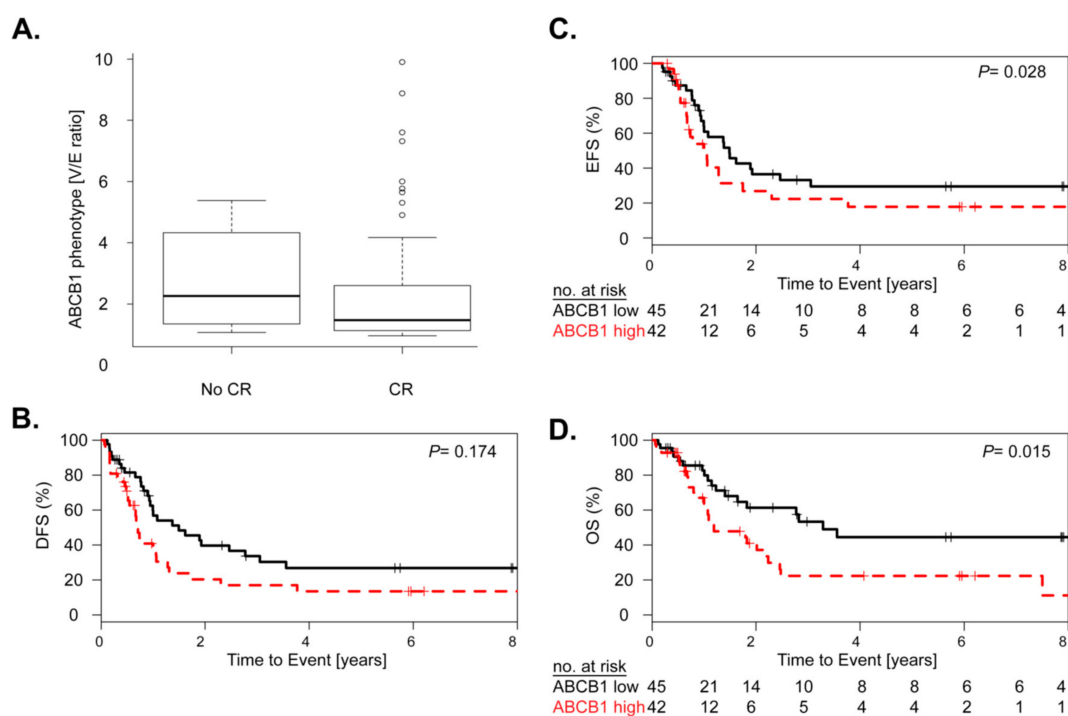 A.
ABCB1 phenotype [V/E ratio]
10
8
6
4
2
0
No CR
CR
B.
DFS (%)
100
80
60
40
20
0
P= 0.174
0 2 4 6 8
Time to Event [years]
C.
EFS (%)
100
80
60
40
20
0
P= 0.028
0 2 4 6 8
Time to Event [years]
no. at risk
ABCB1 low 45 21 14 10 8 8 6 6 4
ABCB1 high 42 12 6 5 4 4 2 1 1
D.
OS (%)
100
80
60
40
20
0
P= 0.015
0 2 4 6 8
Time to Event [years]
no. at risk
ABCB1 low 45 21 14 10 8 8 6 6 4
ABCB1 high 42 12 6 5 4 4 2 1 1